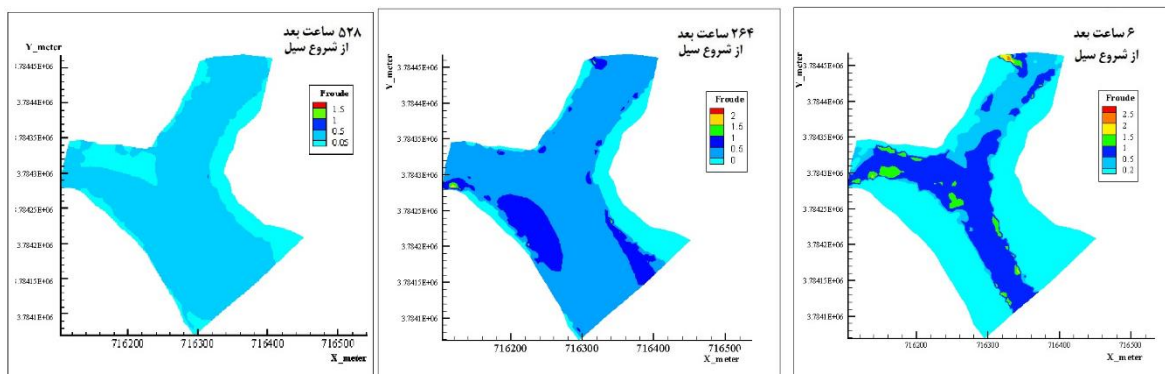 ۵۲۸ ساعت بعد
از شروع سیل
Y_meter
3.78445E+06
3.7844E+06
3.78435E+06
3.7843E+06
3.78425E+06
3.7842E+06
3.78415E+06
3.7841E+06
Froude
1.5
1
0.5
0.05
716200
716300
716400
716500
X_meter
۲۶۴ ساعت بعد
از شروع سیل
Y_meter
3.78445E+06
3.7844E+06
3.78435E+06
3.7843E+06
3.78425E+06
3.7842E+06
3.78415E+06
3.7841E+06
Froude
2
1.5
1
0.5
0
716200
716300
716400
716500
X_meter
۶ ساعت بعد
از شروع سیل
Y_meter
3.78445E+06
3.7844E+06
3.78435E+06
3.7843E+06
3.78425E+06
3.7842E+06
3.78415E+06
3.7841E+06
Froude
2.5
2
1.5
1
0.5
0.2
716200
716300
716400
716500
X_meter